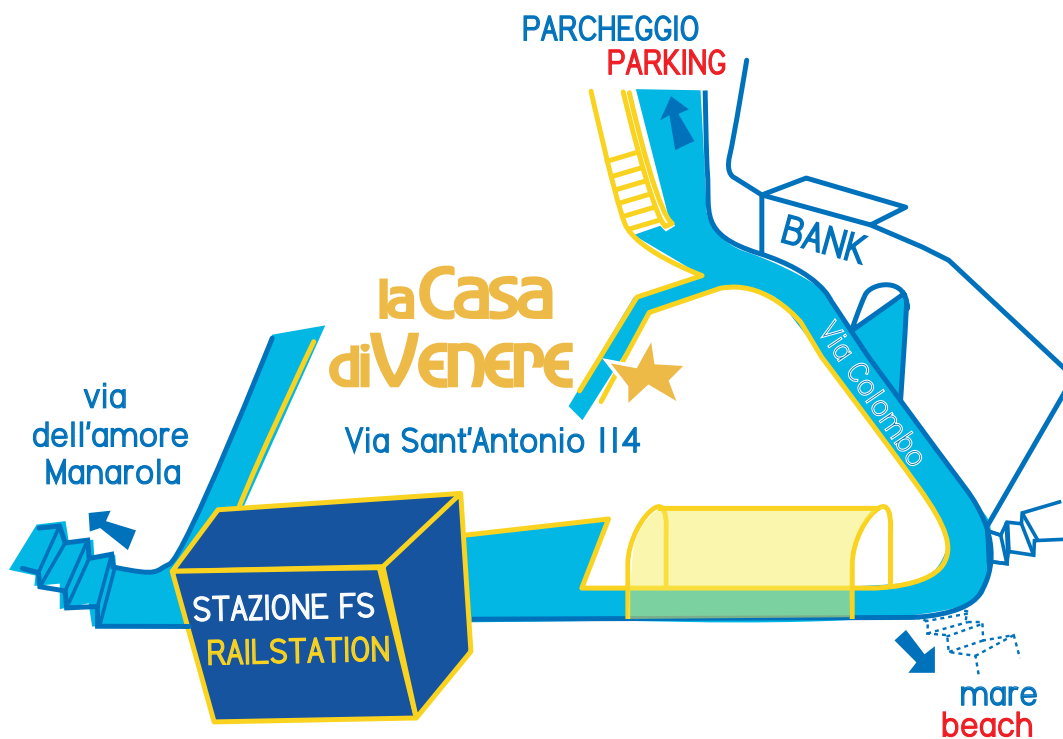 PARCHEGGIO
PARKING
BANK
la Casa
di Venere
Via Colombo
via
dell'amore
Manarola
Via Sant'Antonio 114
STAZIONE FS
RAILSTATION
mare
beach